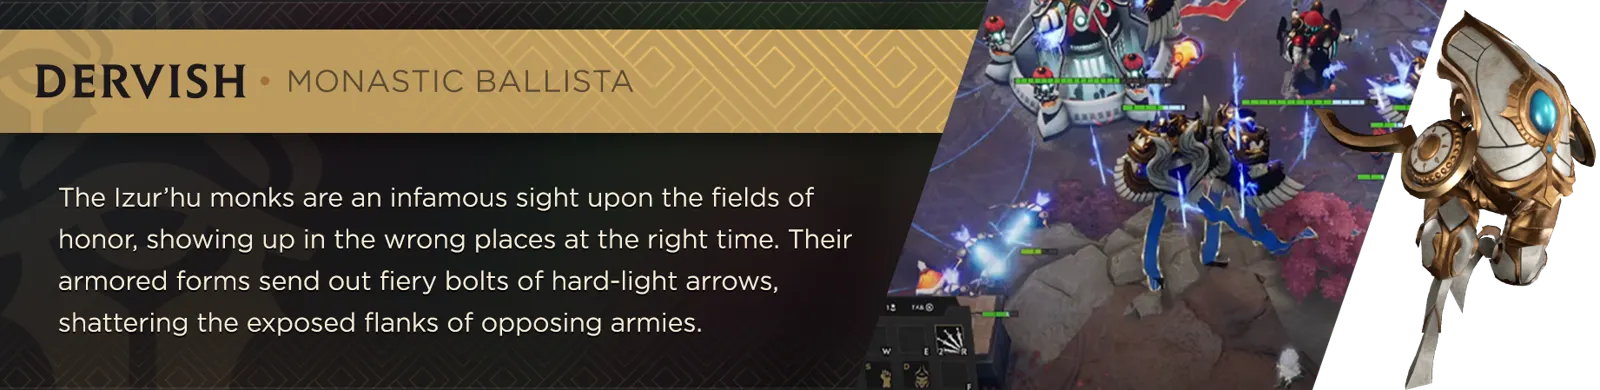 DERVISH • MONASTIC BALLISTA
The Izur'hu monks are an infamous sight upon the fields of
honor, showing up in the wrong places at the right time. Their
armored forms send out fiery bolts of hard-light arrows,
shattering the exposed flanks of opposing armies.
TAB
W E 2 R
S D
F